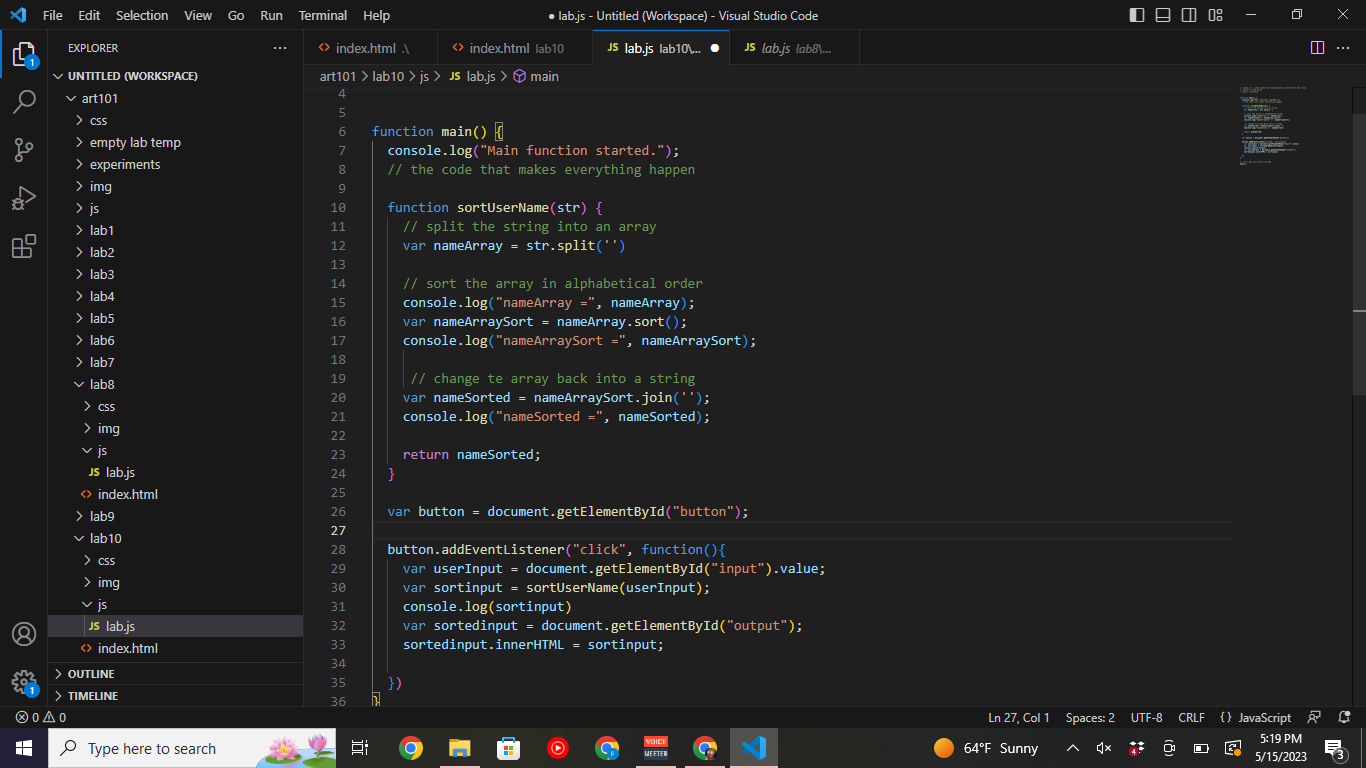 File Edit Selection View Go Run Terminal Help
● lab.js - Untitled (Workspace) - Visual Studio Code
EXPLORER
UNTITLED (WORKSPACE)
art101
css
empty lab temp
experiments
img
js
lab1
lab2
lab3
lab4
lab5
lab6
lab7
lab8
css
img
js
JS lab.js
index.html
lab9
lab10
css
img
js
JS lab.js
index.html
OUTLINE
TIMELINE
1
1
index.html .\
index.html lab10
JS lab.js lab10\... ●
JS lab.js lab8\...
art101 > lab10 > js > JS lab.js > main
4
5
6 function main() {
7 console.log("Main function started.");
8 // the code that makes everything happen
9
10 function sortUserName(str) {
11 // split the string into an array
12 var nameArray = str.split('')
13
14 // sort the array in alphabetical order
15 console.log("nameArray =", nameArray);
16 var nameArraySort = nameArray.sort();
17 console.log("nameArraySort =", nameArraySort);
18
19 // change te array back into a string
20 var nameSorted = nameArraySort.join('');
21 console.log("nameSorted =", nameSorted);
22
23 return nameSorted;
24 }
25
26 var button = document.getElementById("button");
27
28 button.addEventListener("click", function(){
29 var userInput = document.getElementById("input").value;
30 var sortinput = sortUserName(userInput);
31 console.log(sortinput)
32 var sortedinput = document.getElementById("output");
33 sortedinput.innerHTML = sortinput;
34
35 })
36 }
0 0
Ln 27, Col 1 Spaces: 2 UTF-8 CRLF {} JavaScript
Type here to search
VOICE
MEETER
64°F Sunny
5:19 PM
5/15/2023
3